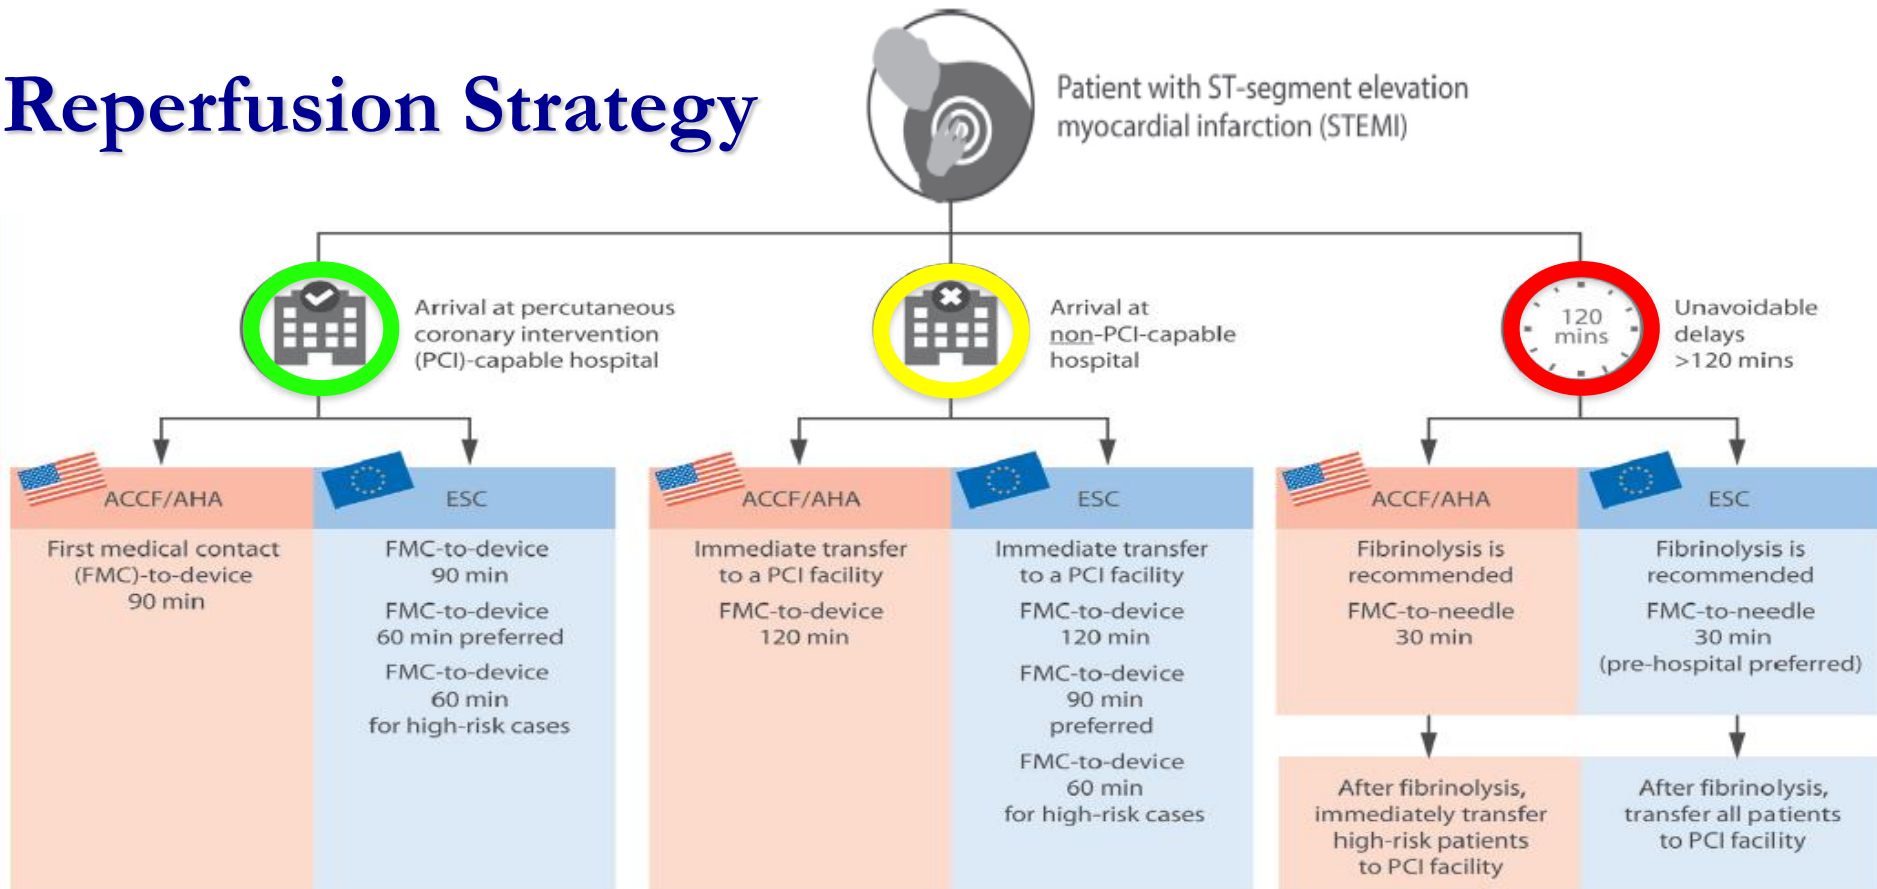 Reperfusion Strategy
Patient with ST-segment elevation
myocardial infarction (STEMI)
Arrival at percutaneous
coronary intervention
(PCI)-capable hospital
Arrival at
non-PCI-capable
hospital
120
mins
Unavoidable
delays
>120 mins
ACCF/AHA
First medical contact
(FMC)-to-device
90 min
ESC
FMC-to-device
90 min
FMC-to-device
60 min preferred
FMC-to-device
60 min
for high-risk cases
ACCF/AHA
Immediate transfer
to a PCI facility
FMC-to-device
120 min
ESC
Immediate transfer
to a PCI facility
FMC-to-device
120 min
FMC-to-device
90 min
preferred
FMC-to-device
60 min
for high-risk cases
ACCF/AHA
Fibrinolysis is
recommended
FMC-to-needle
30 min
After fibrinolysis,
immediately transfer
high-risk patients
to PCI facility
ESC
Fibrinolysis is
recommended
FMC-to-needle
30 min
(pre-hospital preferred)
After fibrinolysis,
transfer all patients
to PCI facility